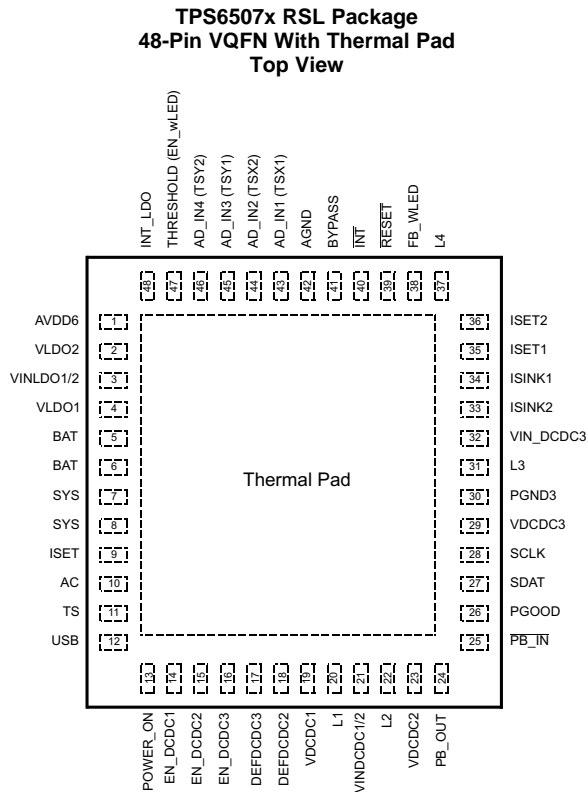 TPS6507x RSL Package
48-Pin VQFN With Thermal Pad
Top View
INT_LDO
THRESHOLD (EN_wLED)
AD_IN4 (TSY2)
AD_IN3 (TSY1)
AD_IN2 (TSX2)
AD_IN1 (TSX1)
AGND
BYPASS
INT
RESET
FB_WLED
L4
48
47
46
45
44
43
42
41
40
39
38
37
AVDD6 1
VLDO2 2
VINLDO1/2 3
VLDO1 4
BAT 5
BAT 6
SYS 7
SYS 8
ISET 9
AC 10
TS 11
USB 12
Thermal Pad
36 ISET2
35 ISET1
34 ISINK1
33 ISINK2
32 VIN_DCDC3
31 L3
30 PGND3
29 VDCDC3
28 SCLK
27 SDAT
26 PGOOD
25 PB_IN
13
14
15
16
17
18
19
20
21
22
23
24
POWER_ON
EN_DCDC1
EN_DCDC2
EN_DCDC3
DEFDCDC3
DEFDCDC2
VDCDC1
L1
VINDCDC1/2
L2
VDCDC2
PB_OUT